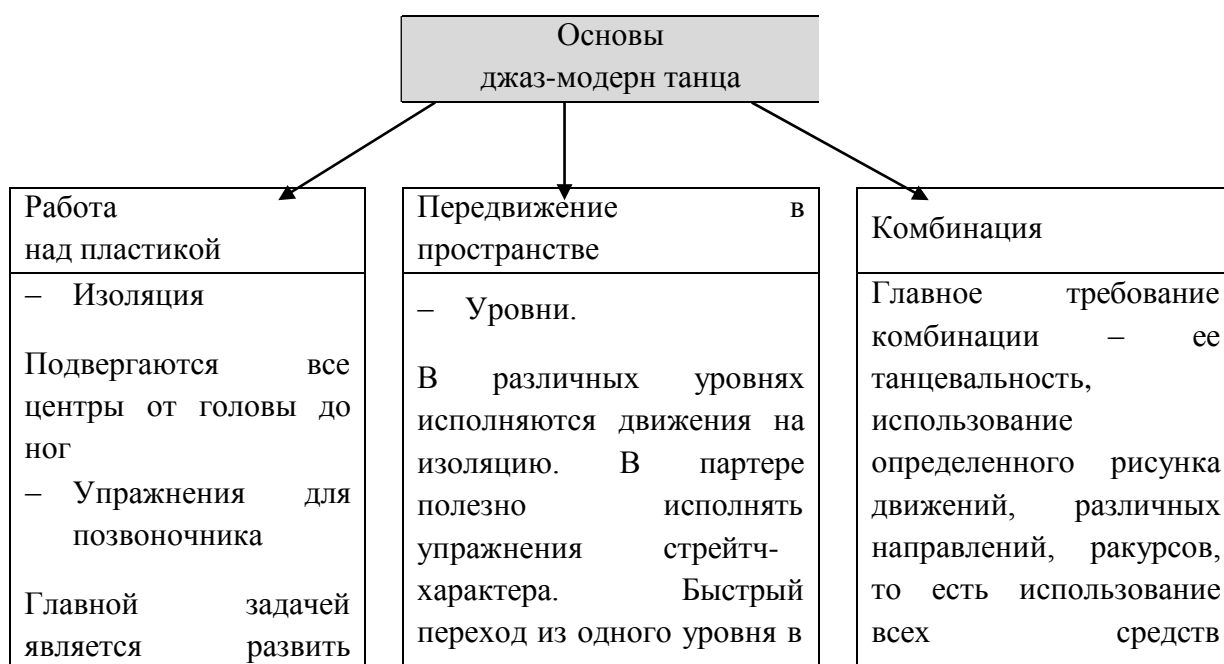 Основы
джаз-модерн танца
Работа
над пластикой
– Изоляция
Подвергаются все
центры от головы до
ног
– Упражнения для
позвоночника
Главной задачей
является развить
Передвижение в
пространстве
– Уровни.
В различных уровнях
исполняются движения на
изоляцию. В партере
полезно исполнять
упражнения стрейтч-
характера. Быстрый
переход из одного уровня в
Комбинация
Главное требование
комбинации – ее
танцевальность,
использование
определенного рисунка
движений, различных
направлений, ракурсов,
то есть использование
всех средств